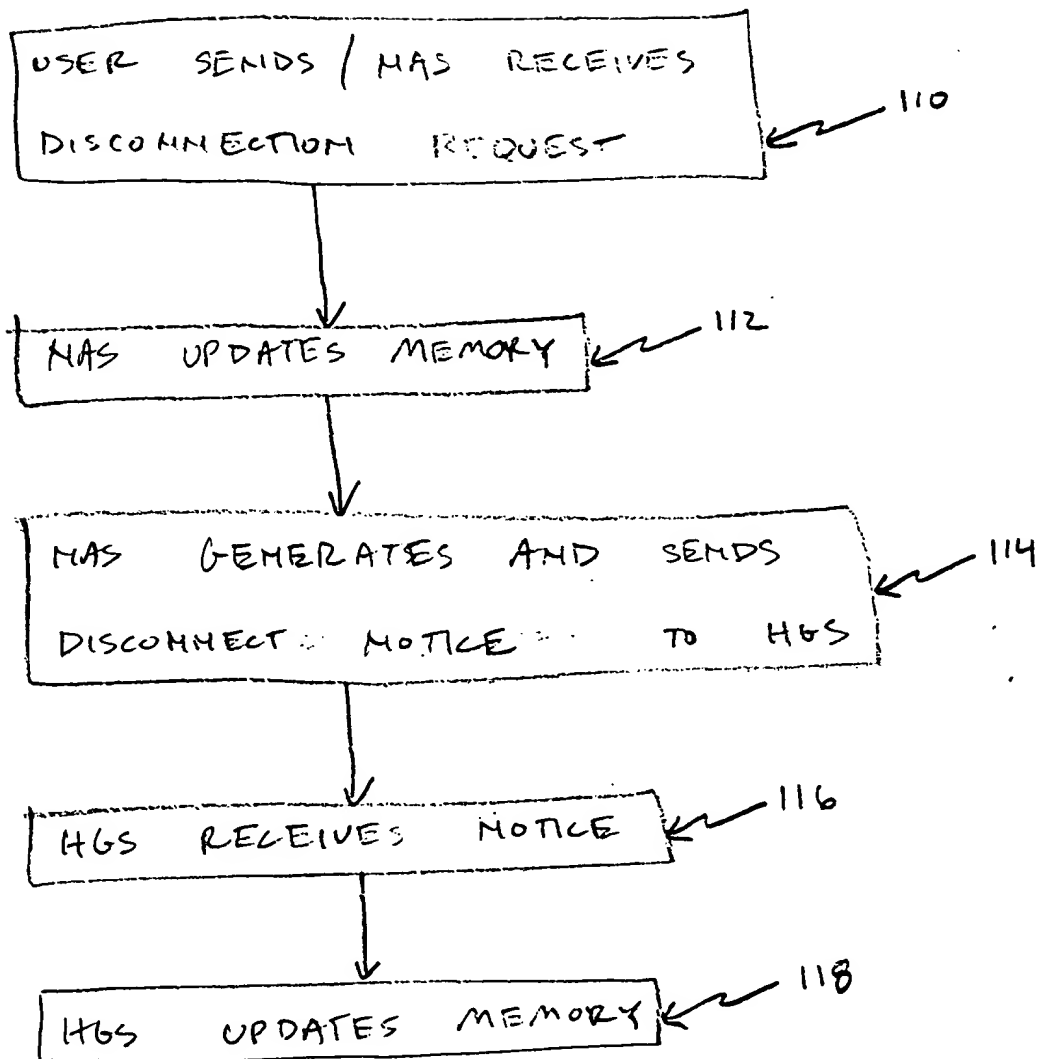 USER SENDS / NAS RECEIVES
DISCONNECTION REQUEST
110
NAS UPDATES MEMORY
112
NAS GENERATES AND SENDS
DISCONNECT NOTICE TO HGS
114
HGS RECEIVES NOTICE
116
HGS UPDATES MEMORY
118